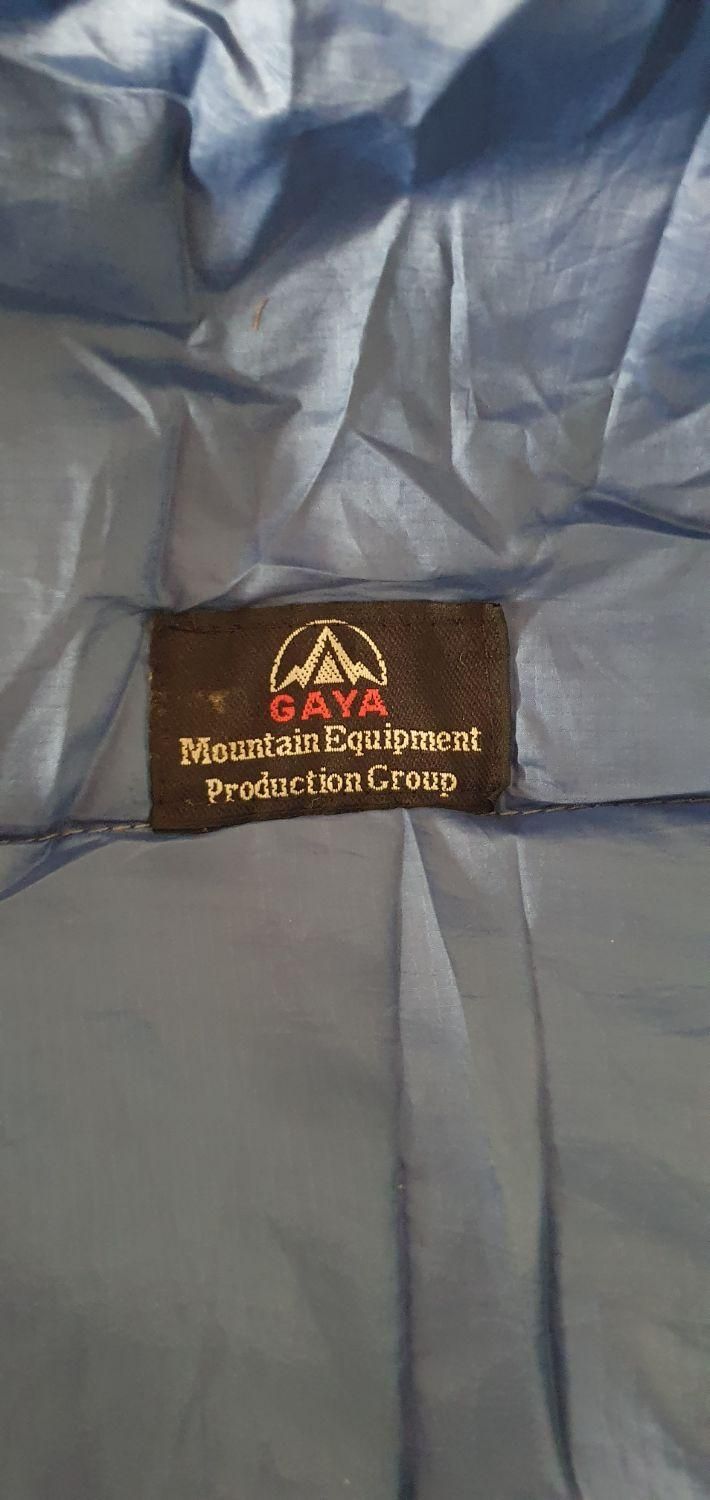 GAYA
Mountain Equipment
Production Group